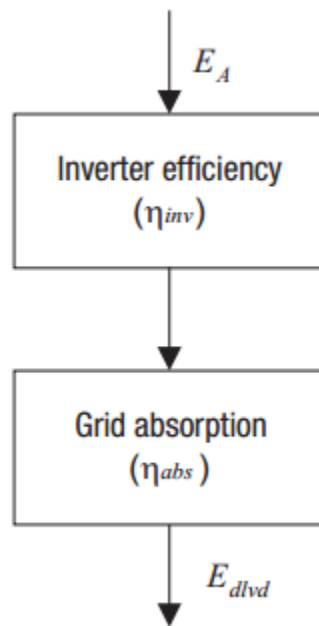 E_A
Inverter efficiency
(η_inv)
Grid absorption
(η_abs)
E_dlvd